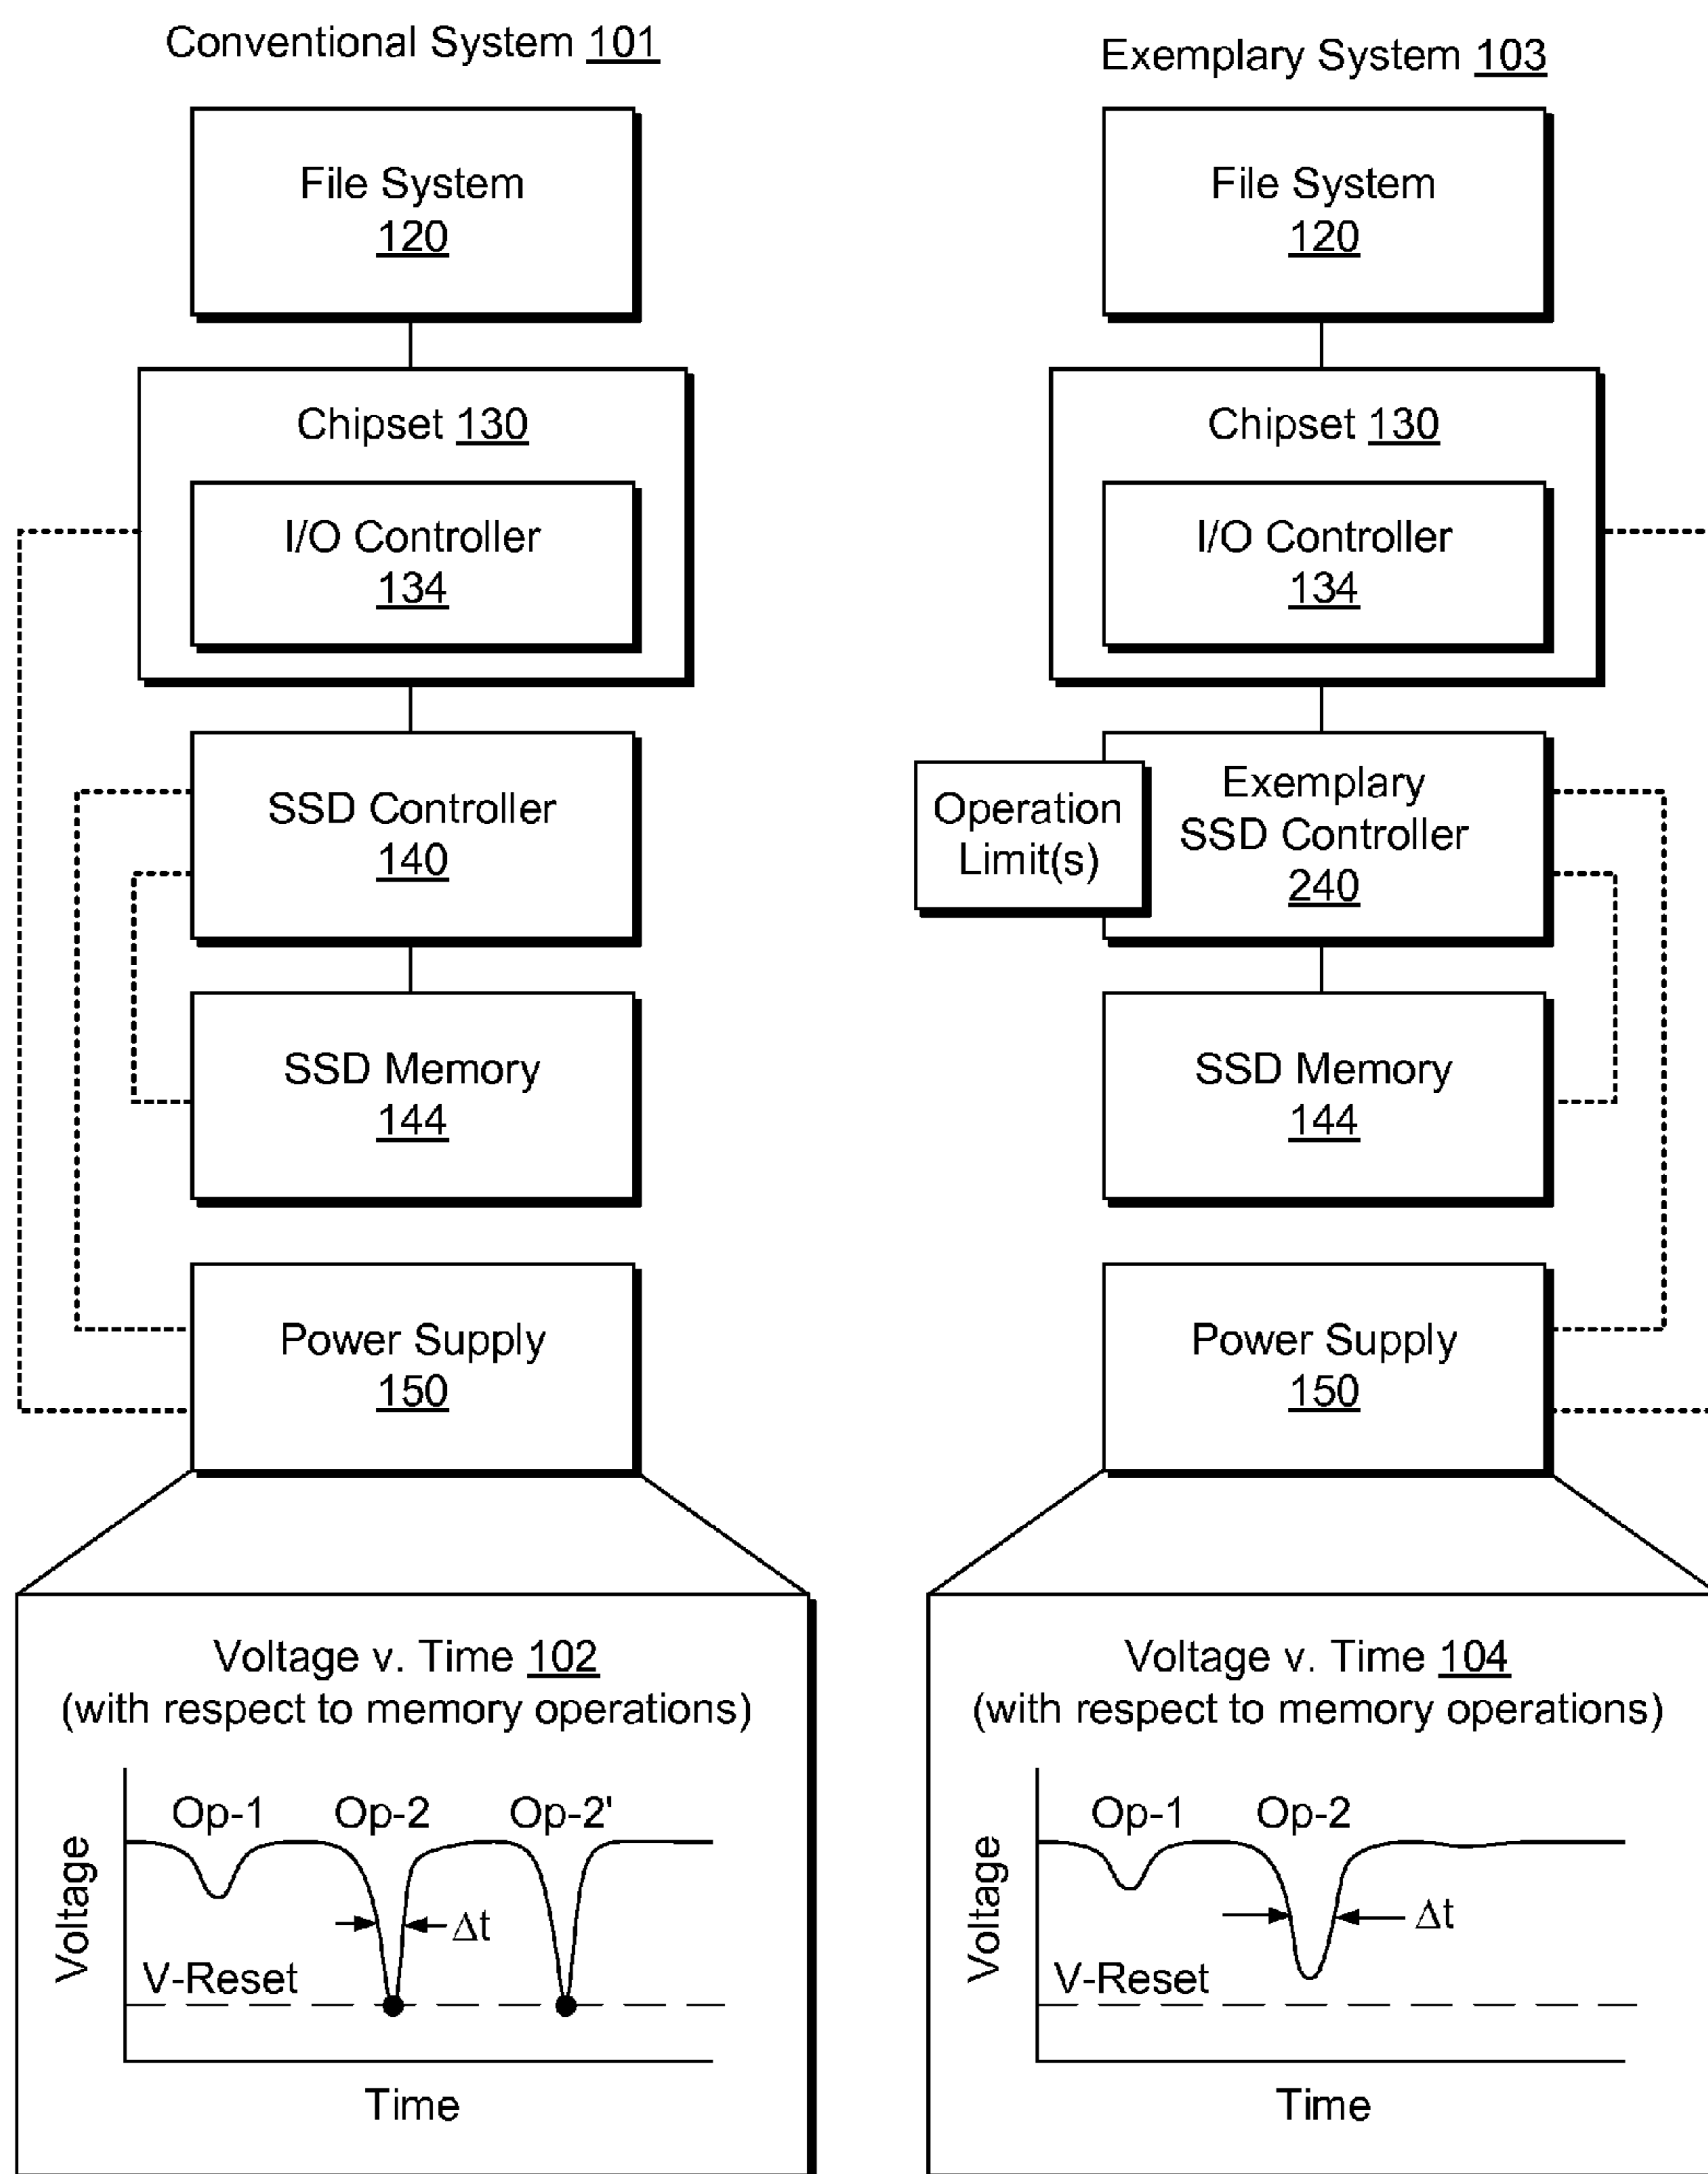 Conventional System 101
File System
120
Chipset 130
I/O Controller
134
SSD Controller
140
SSD Memory
144
Power Supply
150
Voltage v. Time 102
(with respect to memory operations)
Op-1 Op-2 Op-2'
Δt
V-Reset
Voltage
Time
Exemplary System 103
File System
120
Chipset 130
I/O Controller
134
Operation
Limit(s)
Exemplary
SSD Controller
240
SSD Memory
144
Power Supply
150
Voltage v. Time 104
(with respect to memory operations)
Op-1 Op-2
Δt
V-Reset
Voltage
Time